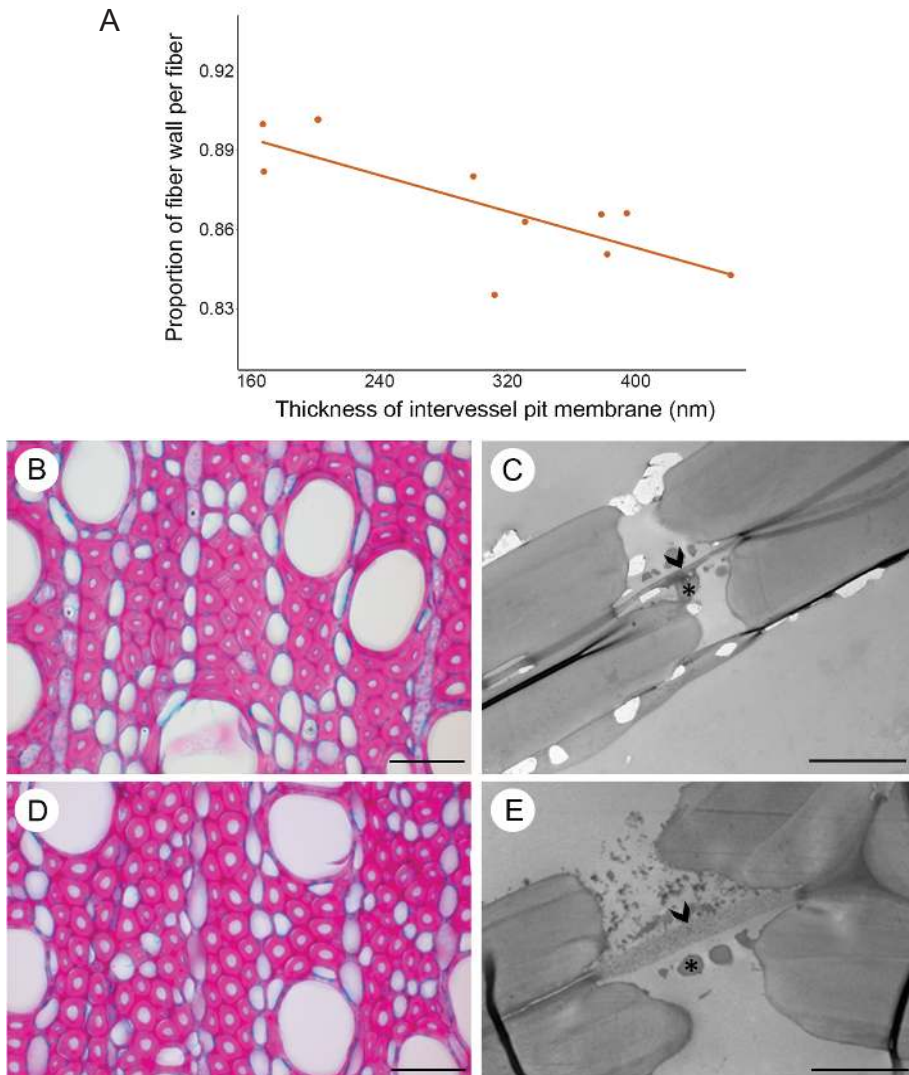 A
Proportion of fiber wall per fiber
0.92
0.89
0.86
0.83
160 240 320 400
Thickness of intervessel pit membrane (nm)
B
C
*
D
E
*